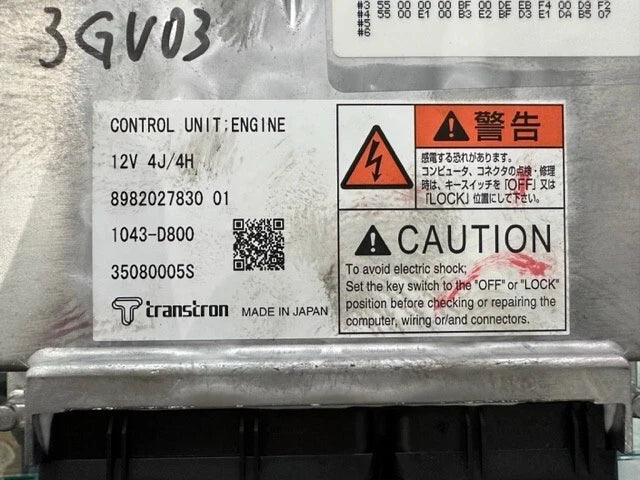 3GV03
#3 55 00 00 00 BF 00 DE EB F4 00 D9 F2
#4 55 00 E1 00 B3 E2 BF D3 E1 DA B5 07
#5
#6
CONTROL UNIT;ENGINE
12V 4J/4H
8982027830 01
1043-D800
35080005S
transtron MADE IN JAPAN
警告
感電する恐れがあります。
コンピュータ、コネクタの点検・修理
時は、キースイッチを「OFF」又は
「LOCK」位置にして下さい。
CAUTION
To avoid electric shock;
Set the key switch to the "OFF" or "LOCK"
position before checking or repairing the
computer, wiring or/and connectors.